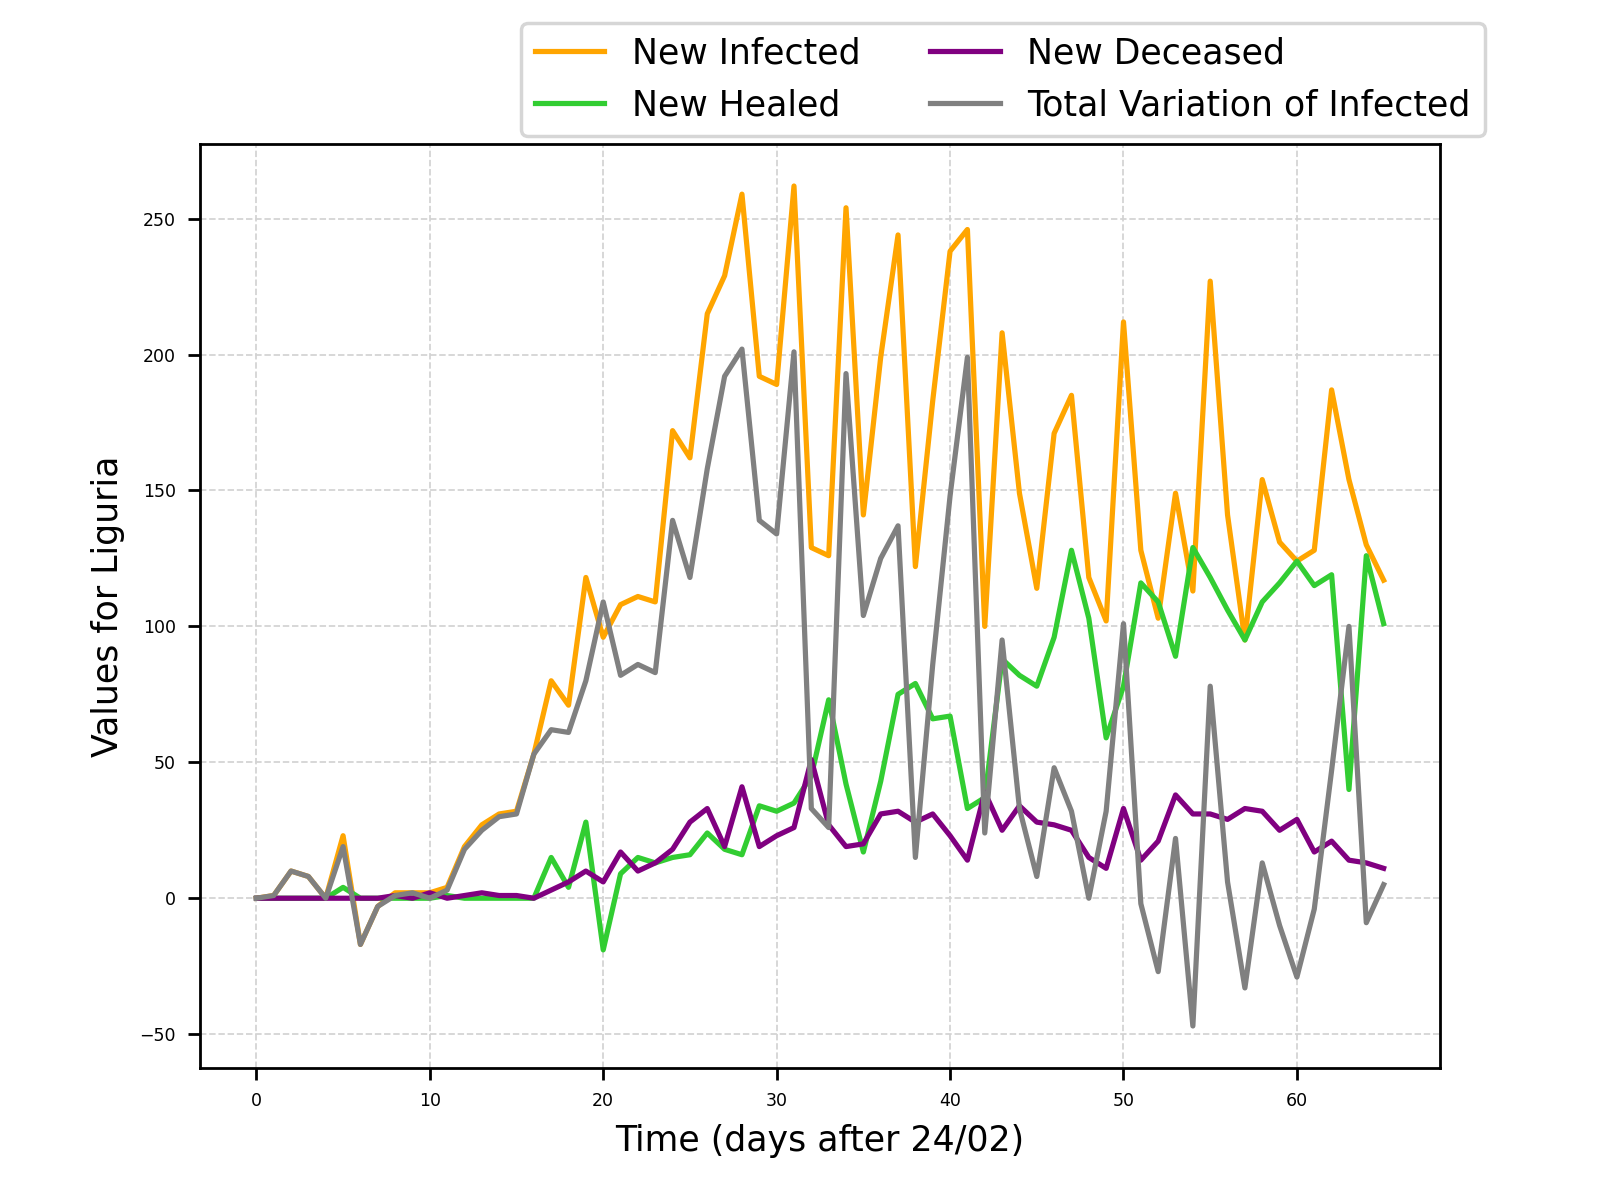 New Infected
New Healed
New Deceased
Total Variation of Infected
250
200
150
100
50
0
−50
Values for Liguria
0 10 20 30 40 50 60
Time (days after 24/02)